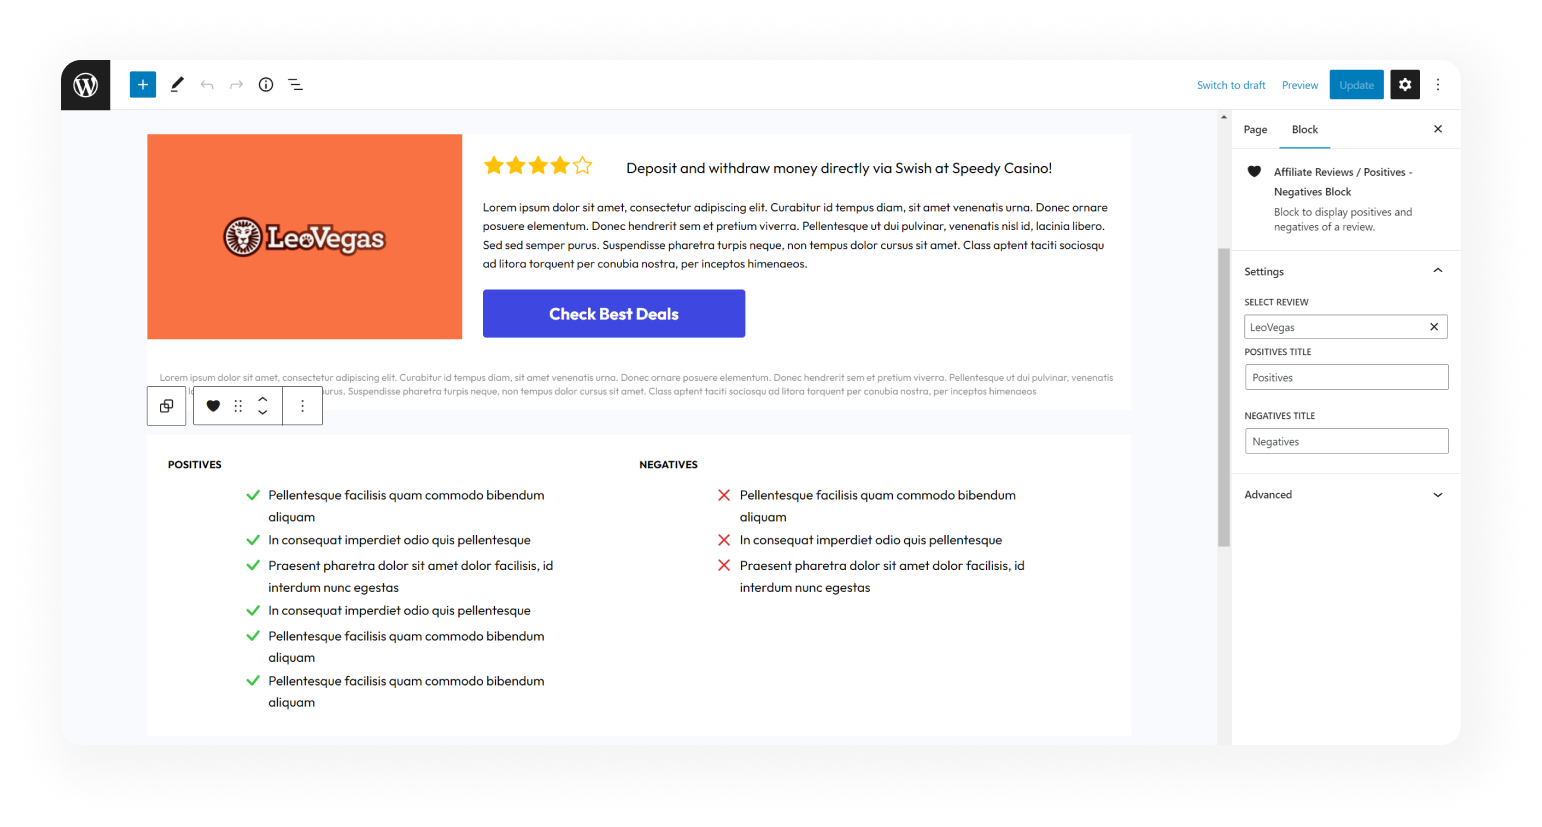 Switch to draft
Preview
Update
Page
Block
LeoVegas
Deposit and withdraw money directly via Swish at Speedy Casino!
Lorem ipsum dolor sit amet, consectetur adipiscing elit. Curabitur id tempus diam, sit amet venenatis urna. Donec ornare
posuere elementum. Donec hendrerit sem et pretium viverra. Pellentesque ut dui pulvinar, venenatis nisl id, lacinia libero.
Sed sed semper purus. Suspendisse pharetra turpis neque, non tempus dolor cursus sit amet. Class aptent taciti sociosqu
ad litora torquent per conubia nostra, per inceptos himenaeos.
Check Best Deals
Lorem ipsum dolor sit amet, consectetur adipiscing elit. Curabitur id tempus diam, sit amet venenatis urna. Donec ornare posuere elementum. Donec hendrerit sem et pretium viverra. Pellentesque ut dui pulvinar, venenatis
purus. Suspendisse pharetra turpis neque, non tempus dolor cursus sit amet. Class aptent taciti sociosqu ad litora torquent per conubia nostra, per inceptos himenaeos
POSITIVES
Pellentesque facilisis quam commodo bibendum
aliquam
In consequat imperdiet odio quis pellentesque
Praesent pharetra dolor sit amet dolor facilisis, id
interdum nunc egestas
In consequat imperdiet odio quis pellentesque
Pellentesque facilisis quam commodo bibendum
aliquam
Pellentesque facilisis quam commodo bibendum
aliquam
NEGATIVES
Pellentesque facilisis quam commodo bibendum
aliquam
In consequat imperdiet odio quis pellentesque
Praesent pharetra dolor sit amet dolor facilisis, id
interdum nunc egestas
Affiliate Reviews / Positives -
Negatives Block
Block to display positives and
negatives of a review.
Settings
SELECT REVIEW
LeoVegas
POSITIVES TITLE
Positives
NEGATIVES TITLE
Negatives
Advanced